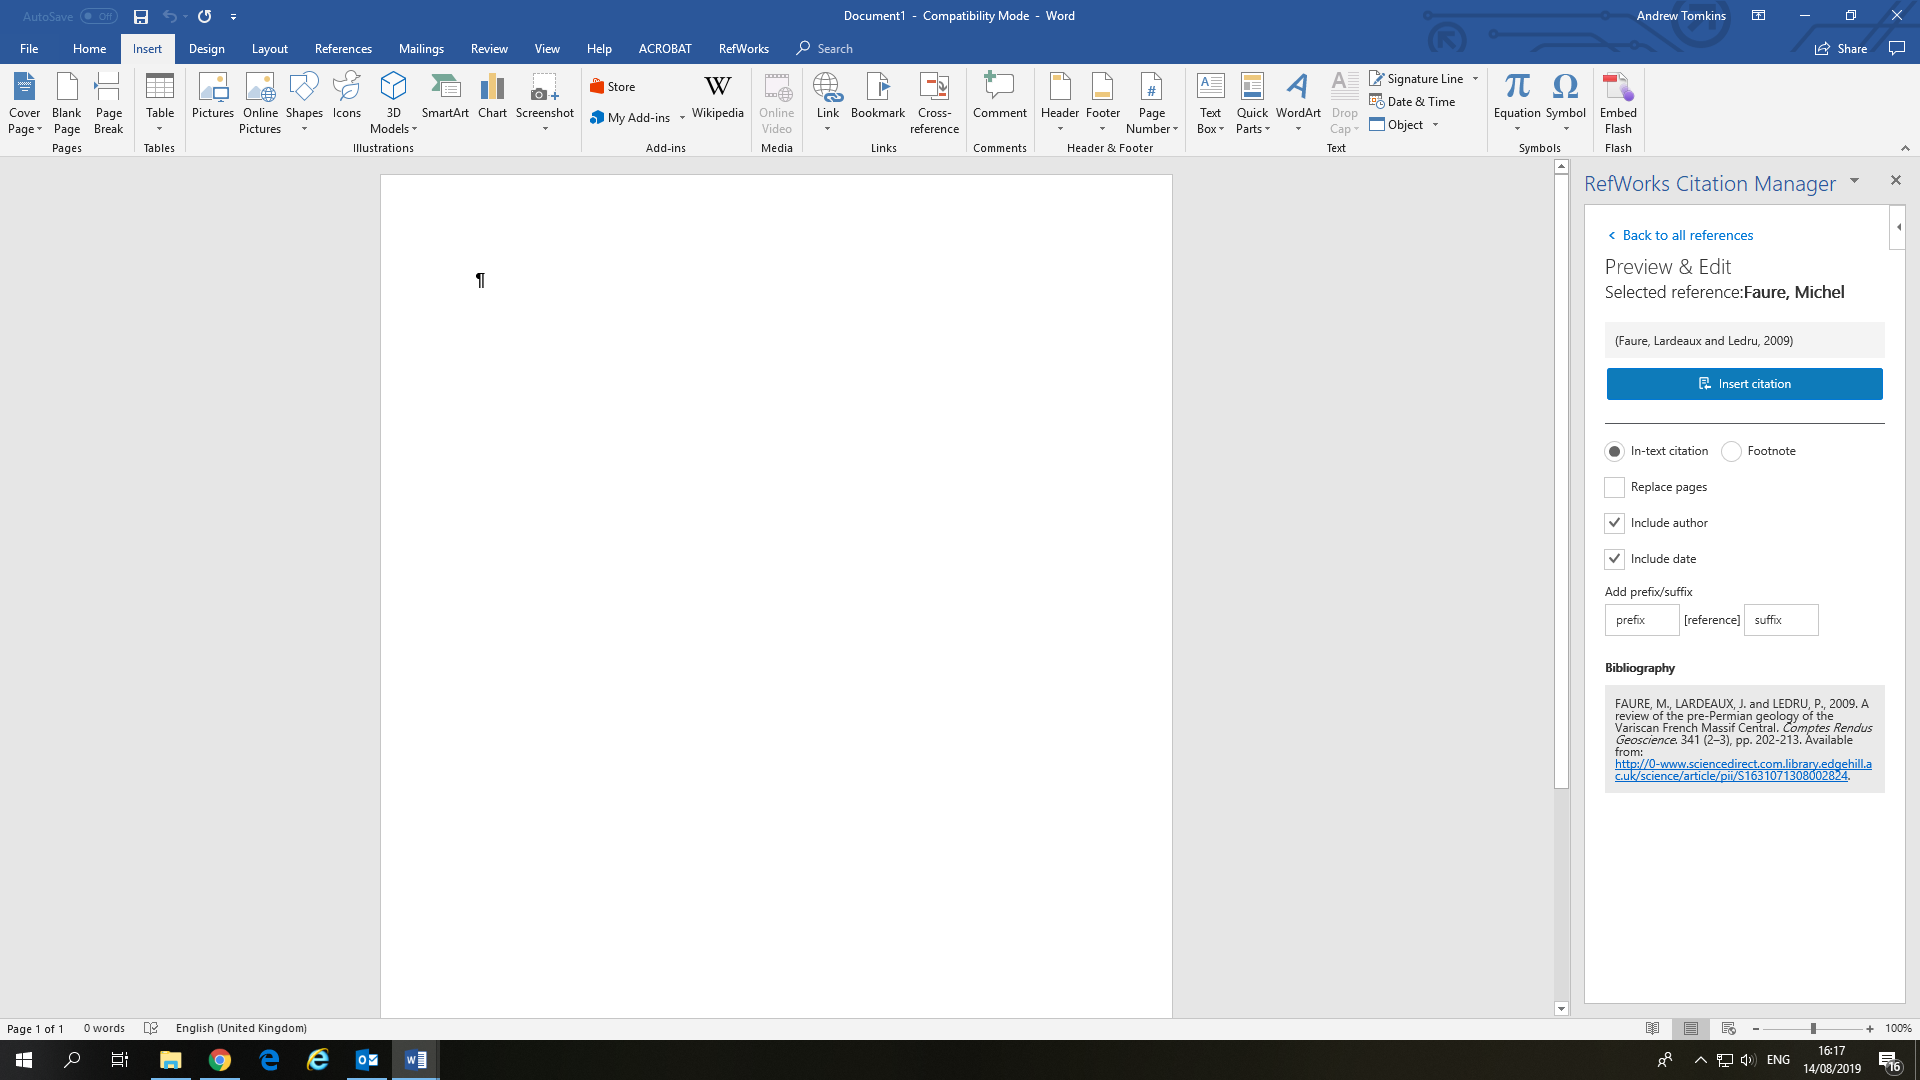 AutoSave Off
Document1 - Compatibility Mode - Word
Andrew Tomkins
File Home Insert Design Layout References Mailings Review View Help ACROBAT RefWorks Search
Share
Cover Page
Blank Page
Page Break
Table
Pictures
Online Pictures
Shapes
Icons
3D Models
SmartArt
Chart
Screenshot
Store
My Add-ins
Wikipedia
Online Video
Link
Bookmark
Cross-reference
Comment
Header
Footer
Page Number
Text Box
Quick Parts
WordArt
Drop Cap
Signature Line
Date & Time
Object
Equation
Symbol
Embed Flash
Pages Tables Illustrations Add-ins Media Links Comments Header & Footer Text Symbols Flash
¶
RefWorks Citation Manager
Back to all references
Preview & Edit
Selected reference:Faure, Michel
(Faure, Lardeaux and Ledru, 2009)
Insert citation
In-text citation Footnote
Replace pages
Include author
Include date
Add prefix/suffix
prefix [reference] suffix
Bibliography
FAURE, M., LARDEAUX, J. and LEDRU, P., 2009. A
review of the pre-Permian geology of the
Variscan French Massif Central. Comptes Rendus
Geoscience. 341 (2–3), pp. 202-213. Available
from:
http://0-www.sciencedirect.com.library.edgehill.a
c.uk/science/article/pii/S1631071308002824.
Page 1 of 1 0 words English (United Kingdom) 100%
ENG
16:17
14/08/2019
16